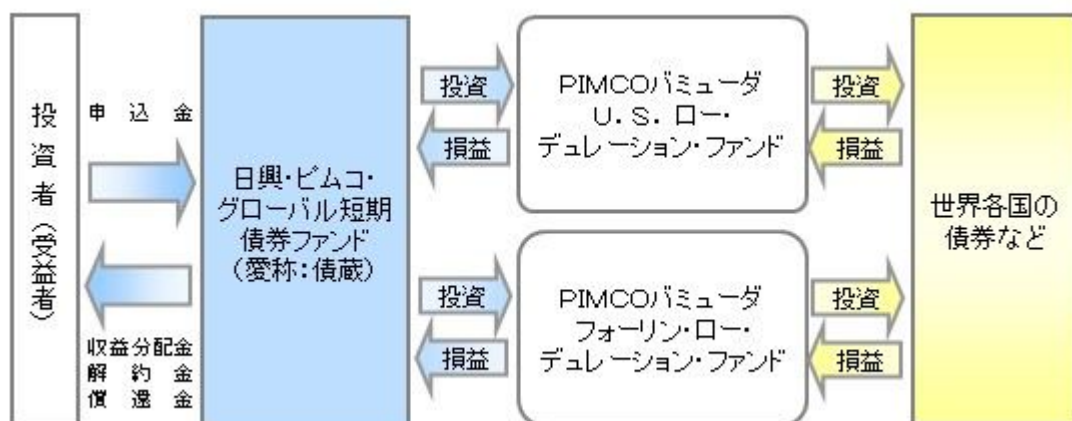 投資者（受益者）
申込金
収益分配金
解約金
償還金
日興・ピムコ・
グローバル短期
債券ファンド
（愛称：債蔵）
投資
損益
投資
損益
PIMCOバミューダ
U．S．ロー・
デュレーション・ファンド
PIMCOバミューダ
フォーリン・ロー・
デュレーション・ファンド
投資
損益
投資
損益
世界各国の
債券など